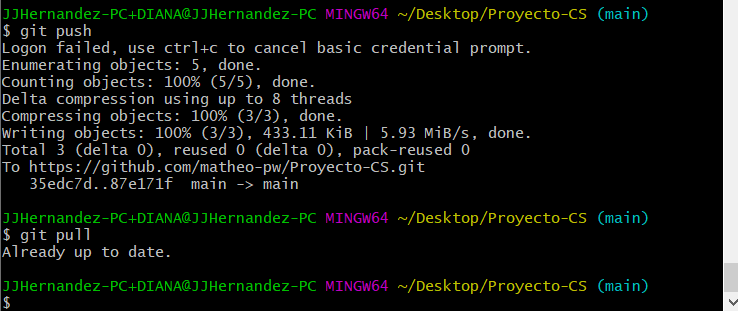 JJHernandez-PC+DIANA@JJHernandez-PC MINGW64 ~/Desktop/Proyecto-CS (main)
$ git push
Logon failed, use ctrl+c to cancel basic credential prompt.
Enumerating objects: 5, done.
Counting objects: 100% (5/5), done.
Delta compression using up to 8 threads
Compressing objects: 100% (3/3), done.
Writing objects: 100% (3/3), 433.11 KiB | 5.93 MiB/s, done.
Total 3 (delta 0), reused 0 (delta 0), pack-reused 0
To https://github.com/matheo-pw/Proyecto-CS.git
   35edc7d..87e171f  main -> main
JJHernandez-PC+DIANA@JJHernandez-PC MINGW64 ~/Desktop/Proyecto-CS (main)
$ git pull
Already up to date.
JJHernandez-PC+DIANA@JJHernandez-PC MINGW64 ~/Desktop/Proyecto-CS (main)
$